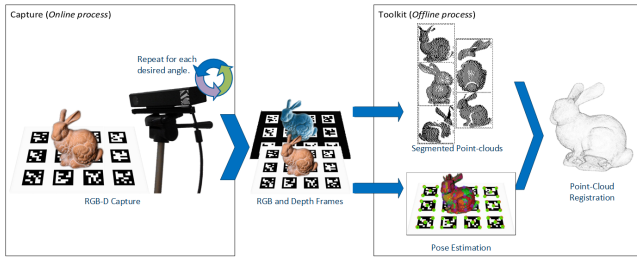 Capture (Online process)
Repeat for each
desired angle.
RGB-D Capture
RGB and Depth Frames
Toolkit (Offline process)
Segmented Point-clouds
Pose Estimation
Point-Cloud
Registration